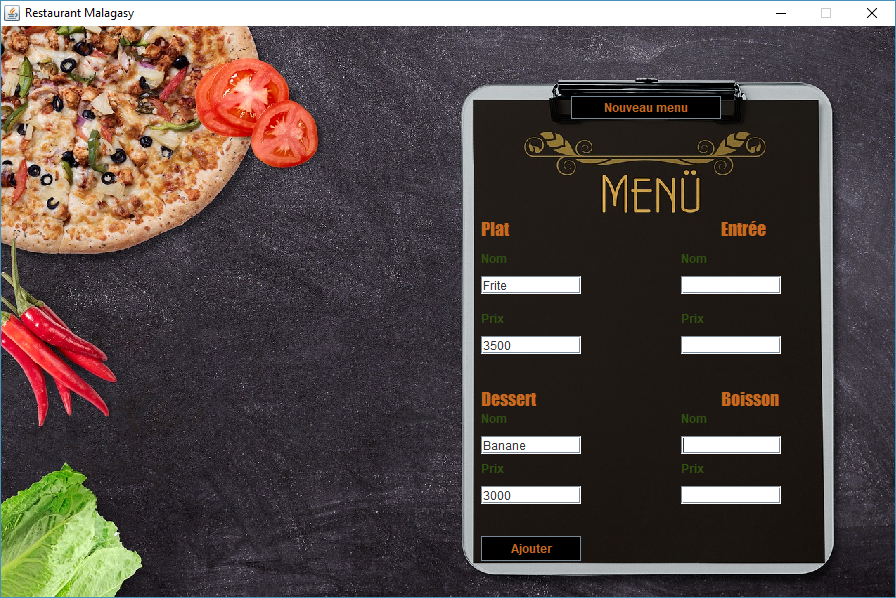 Restaurant Malagasy
Nouveau menu
MENÜ
Plat Entrée
Nom Nom
Frite
Prix Prix
3500
Dessert Boisson
Nom Nom
Banane
Prix Prix
3000
Ajouter